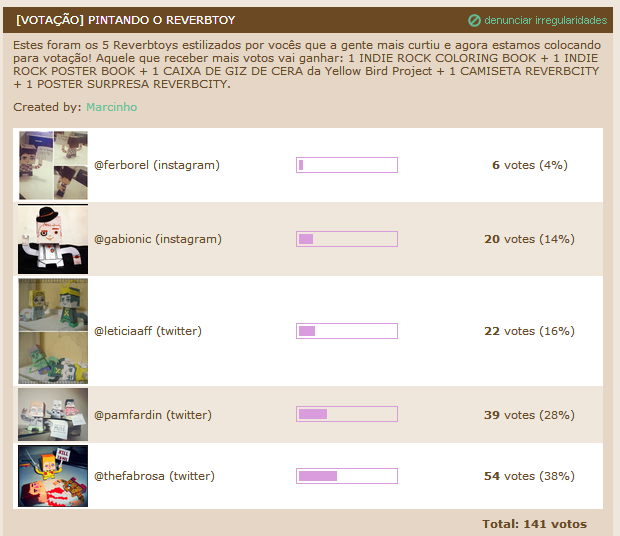 [VOTAÇÃO] PINTANDO O REVERBTOY
denunciar irregularidades
Estes foram os 5 Reverbtoys estilizados por vocês que a gente mais curtiu e agora estamos colocando
para votação! Aquele que receber mais votos vai ganhar: 1 INDIE ROCK COLORING BOOK + 1 INDIE
ROCK POSTER BOOK + 1 CAIXA DE GIZ DE CERA da Yellow Bird Project + 1 CAMISETA REVERBCITY
+ 1 POSTER SURPRESA REVERBCITY.
Created by: Marcinho
@ferborel (instagram)
6 votes (4%)
@gabionic (instagram)
20 votes (14%)
@leticiaaff (twitter)
22 votes (16%)
@pamfardin (twitter)
39 votes (28%)
KILL
@thefabrosa (twitter)
54 votes (38%)
Total: 141 votos